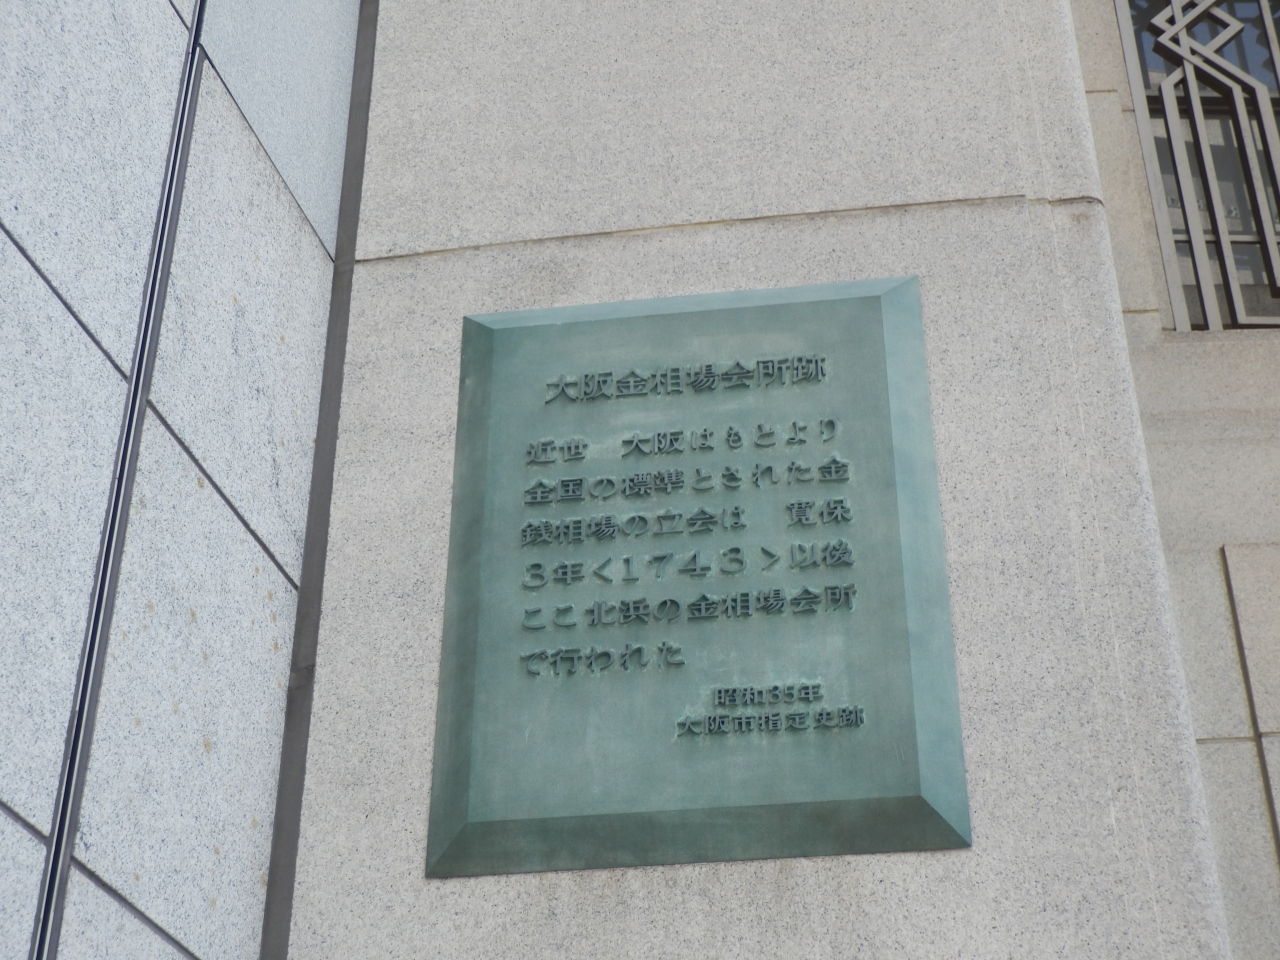 大阪金相場会所跡
近世　大阪はもとより
全国の標準とされた金
銭相場の立会は　寛保
3年<1743>以後
ここ北浜の金相場会所
で行われた
昭和35年
大阪市指定史跡